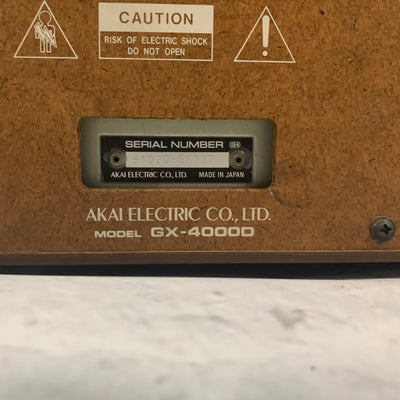 CAUTION
RISK OF ELECTRIC SHOCK
DO NOT OPEN
SERIAL NUMBER
AKAI ELECTRIC CO., LTD. MADE IN JAPAN
AKAI ELECTRIC CO., LTD.
MODEL GX-4000D